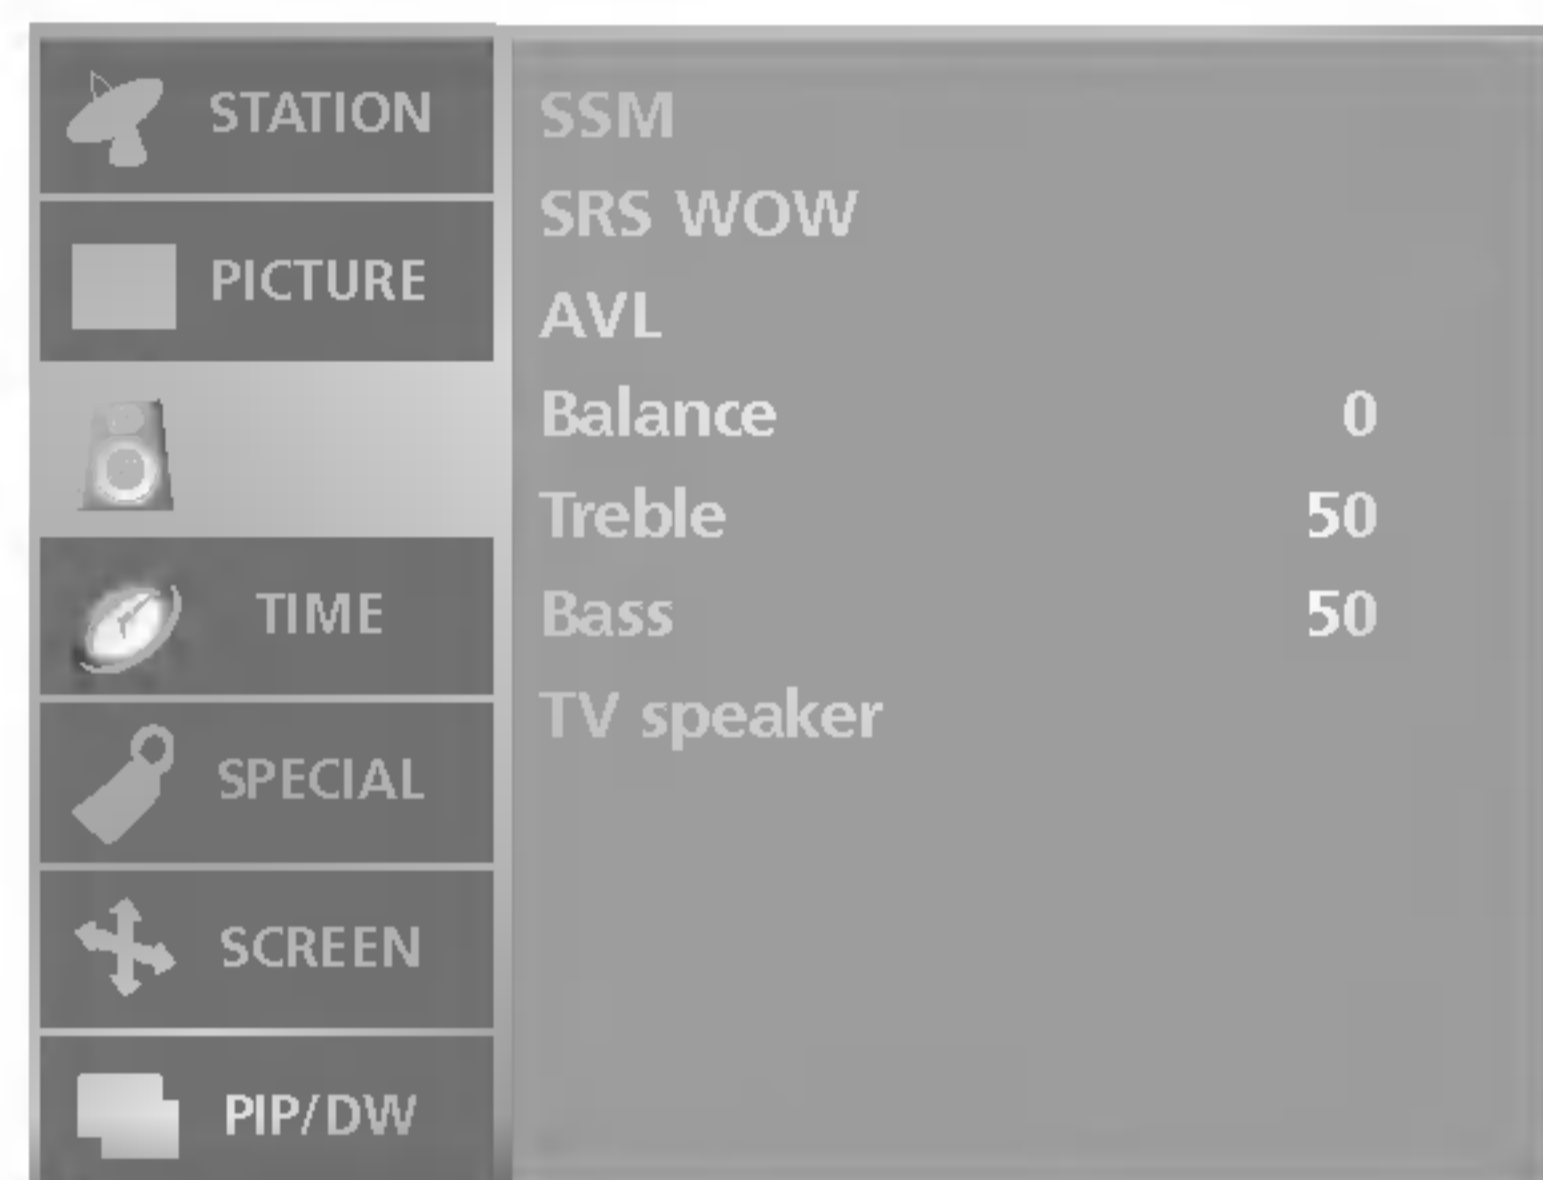 STATION
PICTURE
TIME
SPECIAL
SCREEN
PIP/DW
SSM
SRS WOW
AVL
Balance 0
Treble 50
Bass 50
TV speaker